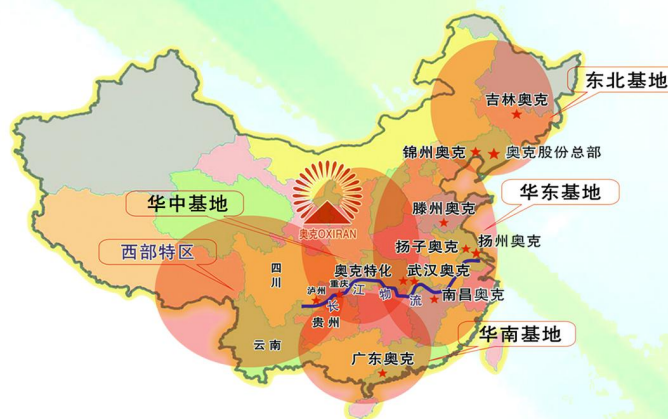 吉林奥克
东北基地
锦州奥克
奥克股份总部
华中基地
华东基地
滕州奥克
奥克OXIRAN
西部特区
扬子奥克
扬州奥克
四川
奥克特化
武汉奥克
泸州
重庆
长江物流
南昌奥克
贵州
云南
华南基地
广东奥克